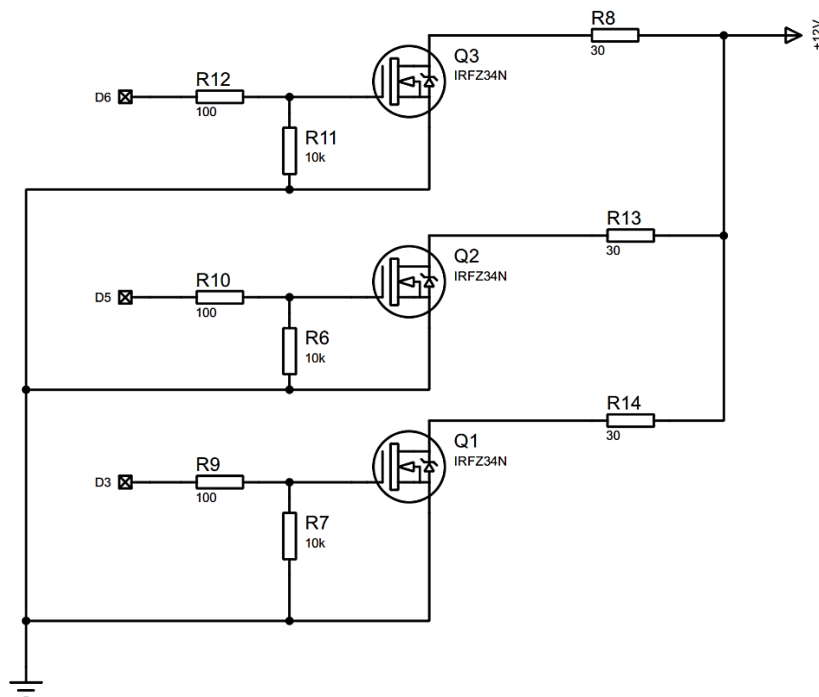 R8
30
+12V
Q3
IRFZ34N
R12
100
D6
R11
10k
R13
30
Q2
IRFZ34N
R10
100
D5
R6
10k
R14
30
Q1
IRFZ34N
R9
100
D3
R7
10k